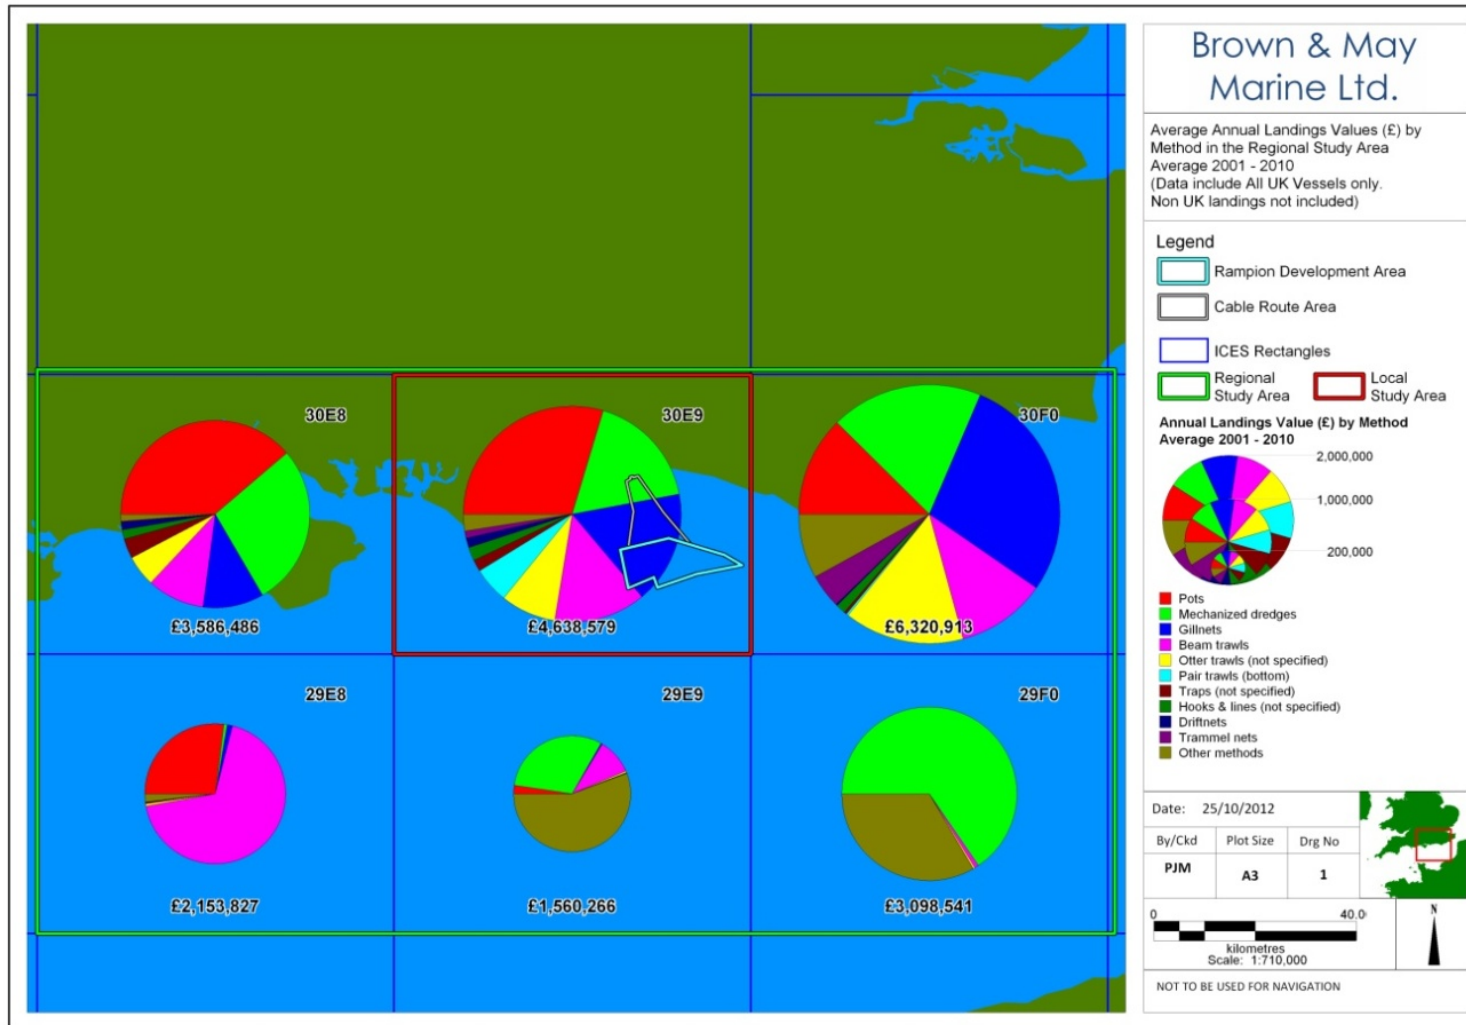 30E8
30E9
30F0
£3,586,486
£4,638,579
£6,320,913
29E8
29E9
29F0
£2,153,827
£1,560,266
£3,098,541
Brown & May
Marine Ltd.
Average Annual Landings Values (£) by
Method in the Regional Study Area
Average 2001 - 2010
(Data include All UK Vessels only.
Non UK landings not included)
Legend
Rampion Development Area
Cable Route Area
ICES Rectangles
Regional
Study Area
Local
Study Area
Annual Landings Value (£) by Method
Average 2001 - 2010
2,000,000
1,000,000
200,000
Pots
Mechanized dredges
Gillnets
Beam trawls
Otter trawls (not specified)
Pair trawls (bottom)
Traps (not specified)
Hooks & lines (not specified)
Driftnets
Trammel nets
Other methods
Date: 25/10/2012
By/Ckd Plot Size Drg No
PJM A3 1
0 40.0
kilometres
Scale: 1:710,000
N
NOT TO BE USED FOR NAVIGATION